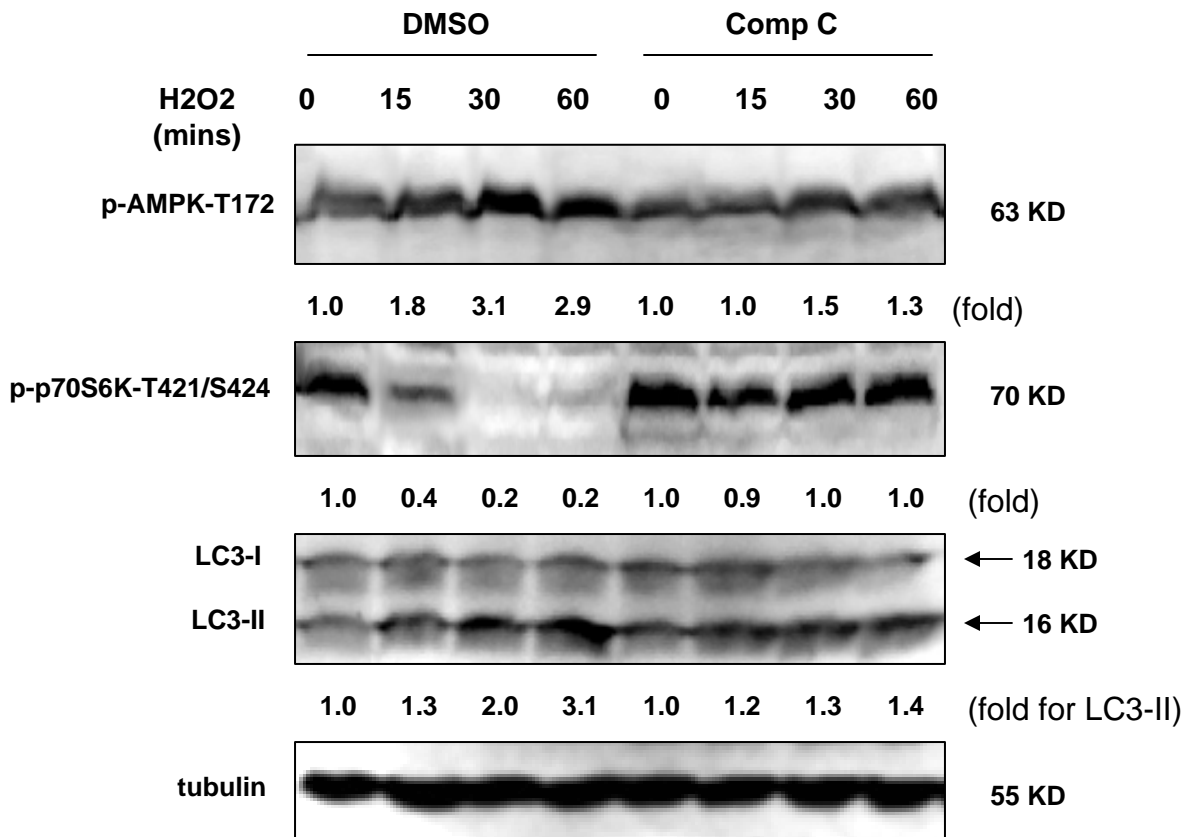 DMSO Comp C
H2O2 0 15 30 60 0 15 30 60
(mins)
p-AMPK-T172 63 KD
1.0 1.8 3.1 2.9 1.0 1.0 1.5 1.3 (fold)
p-p70S6K-T421/S424 70 KD
1.0 0.4 0.2 0.2 1.0 0.9 1.0 1.0 (fold)
LC3-I 18 KD
LC3-II 16 KD
1.0 1.3 2.0 3.1 1.0 1.2 1.3 1.4 (fold for LC3-II)
tubulin 55 KD